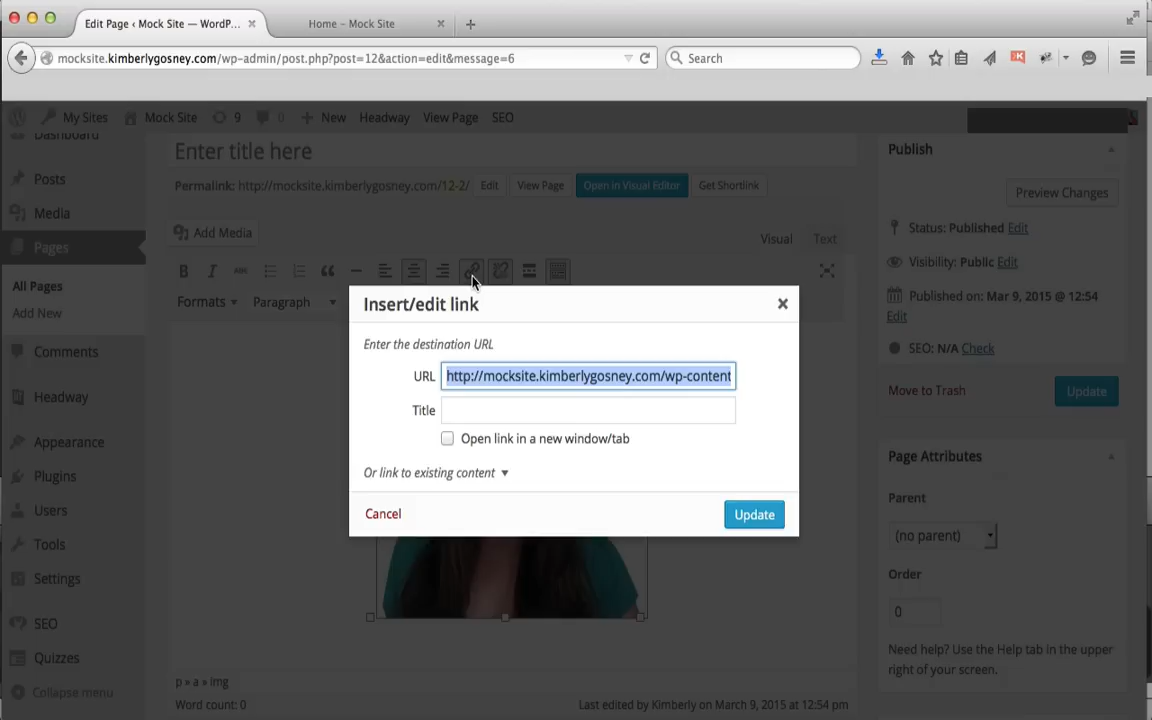 Edit Page ‹ Mock Site — WordP...
Home – Mock Site
mocksite.kimberlygosney.com/wp-admin/post.php?post=12&action=edit&message=6
Search
My Sites
Mock Site
9
0
New
Headway
View Page
SEO
Dashboard
Posts
Media
Pages
All Pages
Add New
Comments
Headway
Appearance
Plugins
Users
Tools
Settings
SEO
Quizzes
Collapse menu
Enter title here
Permalink: http://mocksite.kimberlygosney.com/12-2/
Edit
View Page
Open in Visual Editor
Get Shortlink
Add Media
Visual
Text
B
I
ABC
Formats
Paragraph
Insert/edit link
Enter the destination URL
URL
http://mocksite.kimberlygosney.com/wp-content
Title
Open link in a new window/tab
Or link to existing content
Cancel
Update
p » a » img
Word count: 0
Last edited by Kimberly on March 9, 2015 at 12:54 pm
Publish
Preview Changes
Status: Published Edit
Visibility: Public Edit
Published on: Mar 9, 2015 @ 12:54
Edit
SEO: N/A Check
Move to Trash
Update
Page Attributes
Parent
(no parent)
Order
0
Need help? Use the Help tab in the upper
right of your screen.